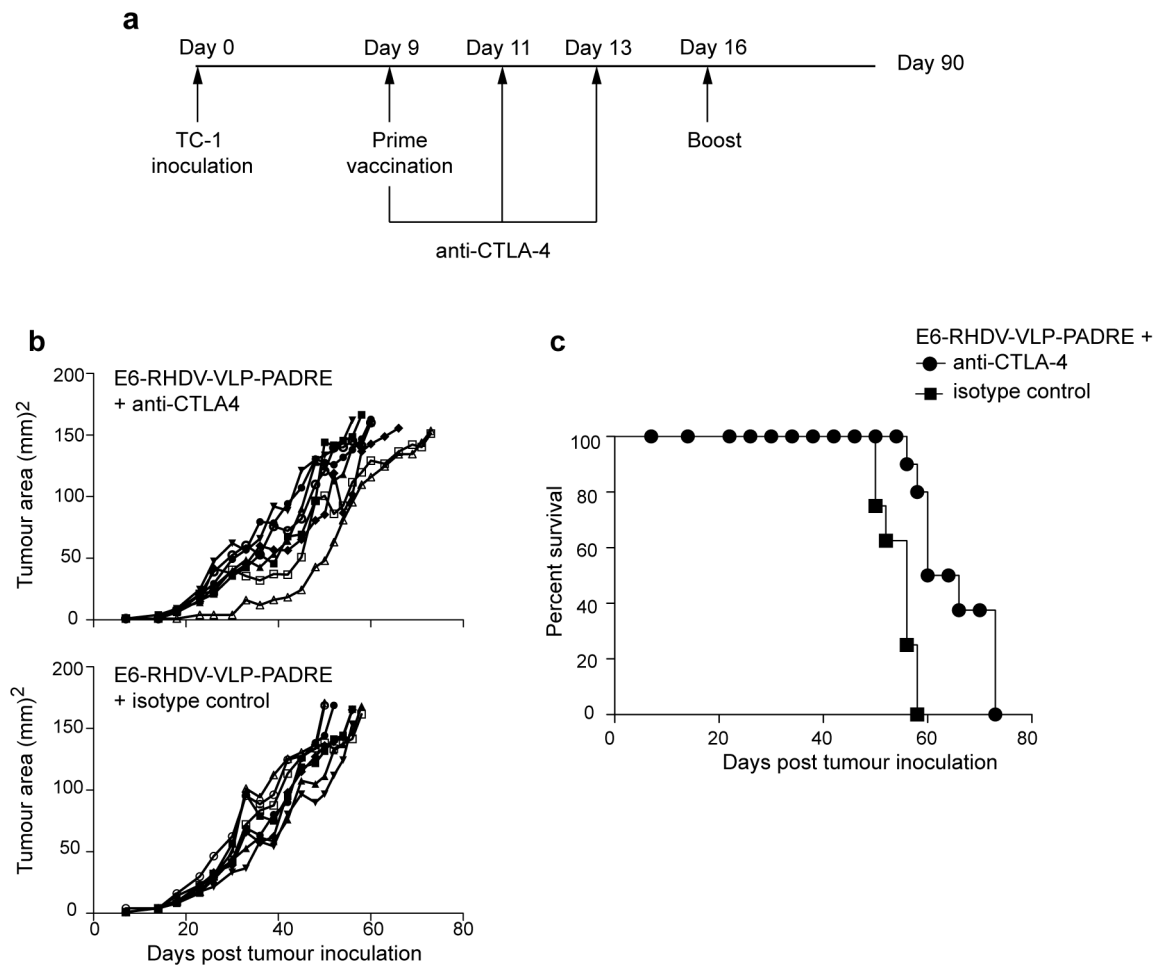 a
Day 0 Day 9 Day 11 Day 13 Day 16
Day 90
TC-1
inoculation
Prime
vaccination
Boost
anti-CTLA-4
b
E6-RHDV-VLP-PADRE
+ anti-CTLA4
Tumour area (mm)2
200
150
100
50
0
E6-RHDV-VLP-PADRE
+ isotype control
Tumour area (mm)2
200
150
100
50
0
0 20 40 60 80
Days post tumour inoculation
c
E6-RHDV-VLP-PADRE +
anti-CTLA-4
isotype control
Percent survival
100
80
60
40
20
0
0 20 40 60 80
Days post tumour inoculation